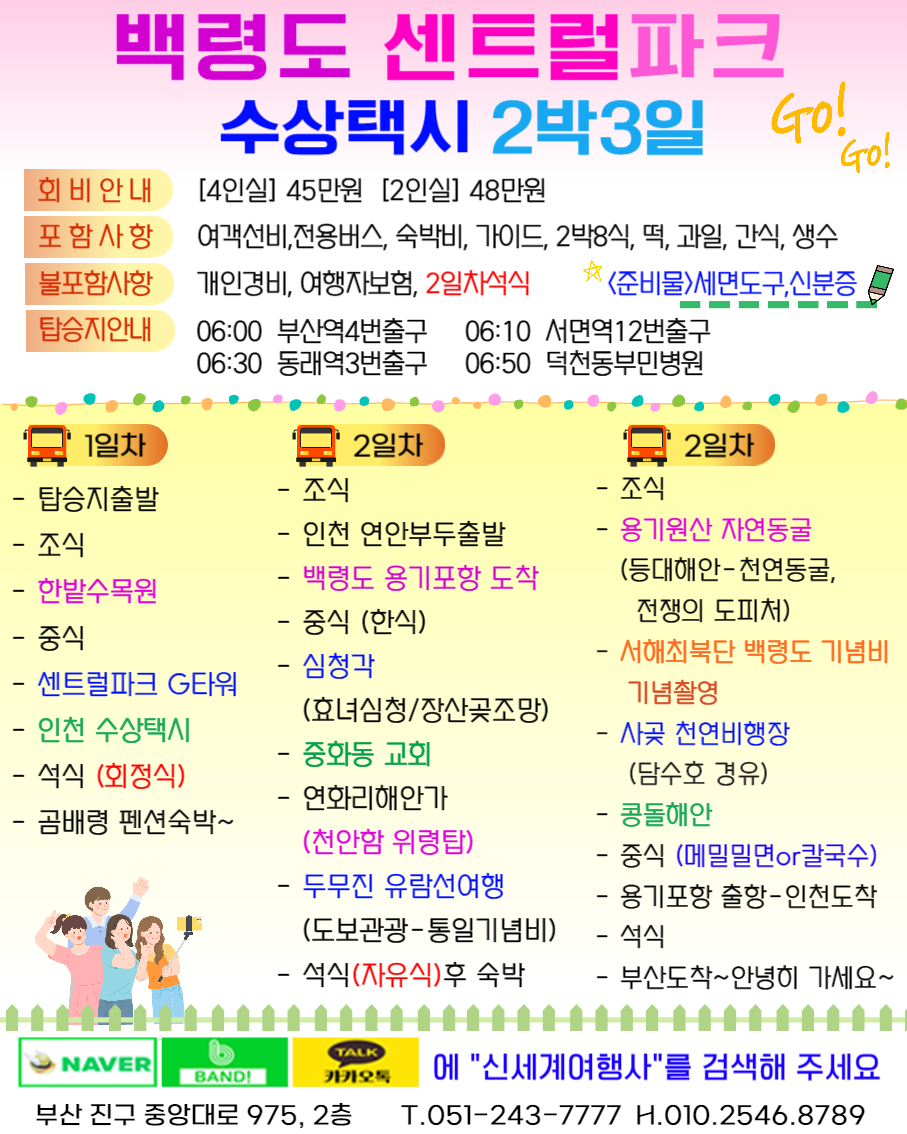 백령도 센트럴파크
수상택시 2박3일
Go!
Go!
회 비 안 내 [4인실] 45만원 [2인실] 48만원
포 함 사 항 여객선비,전용버스, 숙박비, 가이드, 2박8식, 떡, 과일, 간식, 생수
불포함사항 개인경비, 여행자보험, 2일차석식 <준비물>세면도구,신분증
탑승지안내 06:00 부산역4번출구 06:10 서면역12번출구
06:30 동래역3번출구 06:50 덕천동부민병원
1일차
- 탑승지출발
- 조식
- 한밭수목원
- 중식
- 센트럴파크 G타워
- 인천 수상택시
- 석식 (회정식)
- 곰배령 펜션숙박~
2일차
- 조식
- 인천 연안부두출발
- 백령도 용기포항 도착
- 중식 (한식)
- 심청각
(효녀심청/장산곶조망)
- 중화동 교회
- 연화리해안가
(천안함 위령탑)
- 두무진 유람선여행
(도보관광-통일기념비)
- 석식(자유식)후 숙박
2일차
- 조식
- 용기원산 자연동굴
(등대해안-천연동굴,
전쟁의 도피처)
- 서해최북단 백령도 기념비
기념촬영
- 사곶 천연비행장
(담수호 경유)
- 콩돌해안
- 중식 (메밀밀면or칼국수)
- 용기포항 출항-인천도착
- 석식
- 부산도착~안녕히 가세요~
NAVER BAND! TALK 카카오톡 에 "신세계여행사"를 검색해 주세요
부산 진구 중앙대로 975, 2층 T.051-243-7777 H.010.2546.8789